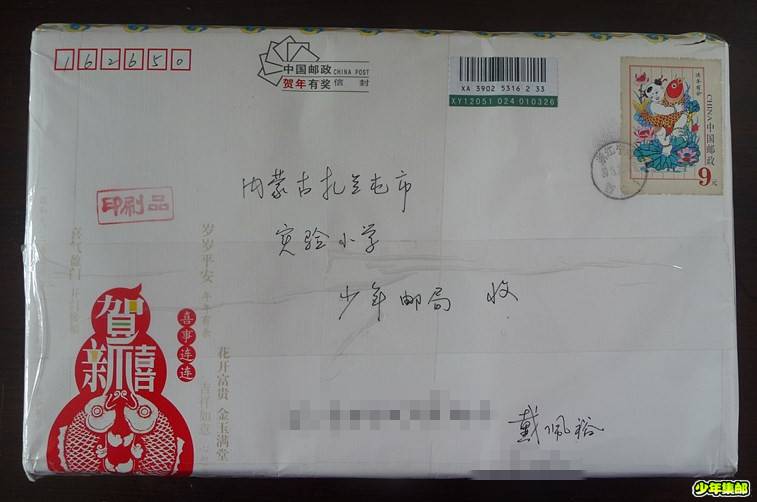 162650
中国邮政 CHINA POST
贺年有奖 信封
XA 3902 5316 2 33
XY12051 024 010326
连年有余
CHINA 中国邮政
9元
内蒙古扎兰屯市
实验小学
少年邮局 收
印刷品
岁岁平安
喜气盈门
贺新禧
喜事连连
花开富贵 金玉满堂
吉祥如意
戴佩裕
少年集邮